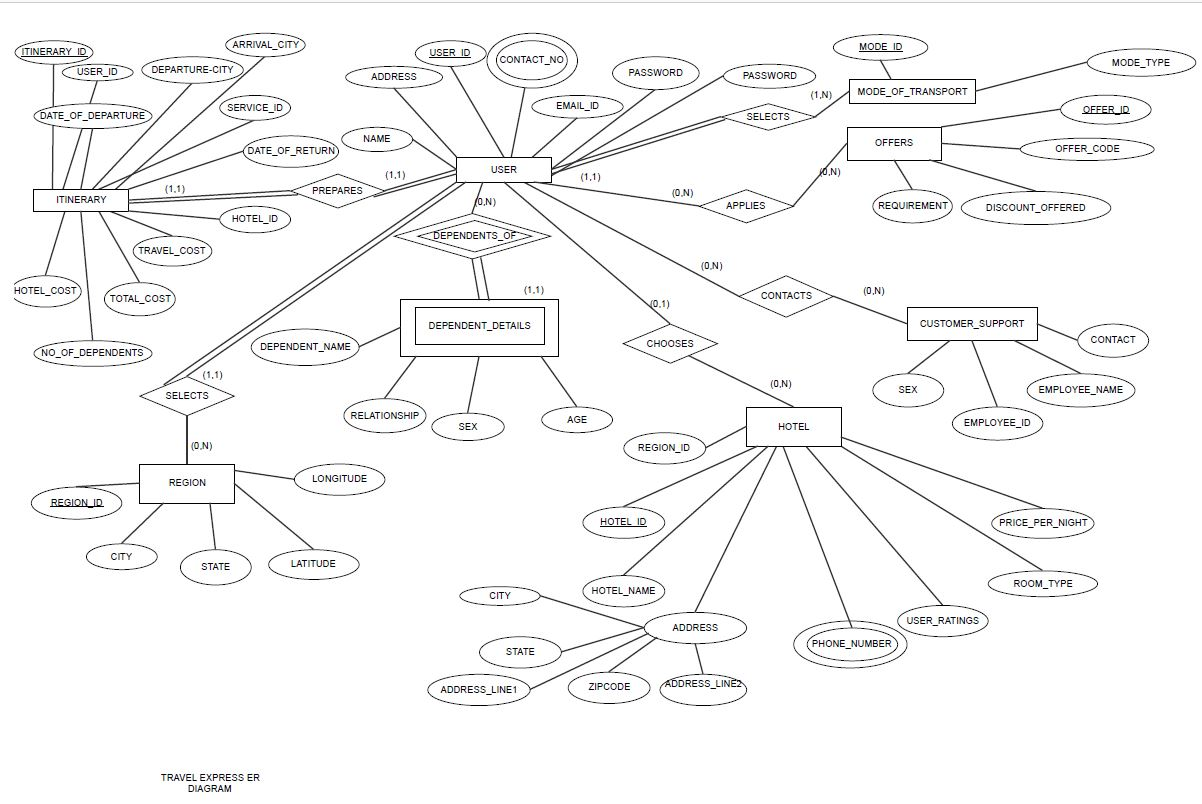 ITINERARY_ID
USER_ID
DEPARTURE-CITY
ARRIVAL_CITY
DATE_OF_DEPARTURE
SERVICE_ID
DATE_OF_RETURN
ITINERARY
(1,1)
PREPARES
(1,1)
HOTEL_ID
TRAVEL_COST
HOTEL_COST
TOTAL_COST
NO_OF_DEPENDENTS
USER_ID
CONTACT_NO
ADDRESS
EMAIL_ID
PASSWORD
PASSWORD
NAME
USER
SELECTS
(1,N)
MODE_ID
MODE_TYPE
MODE_OF_TRANSPORT
OFFER_ID
OFFERS
OFFER_CODE
REQUIREMENT
DISCOUNT_OFFERED
(1,1)
(0,N)
APPLIES
(0,N)
(0,N)
DEPENDENTS_OF
(1,1)
DEPENDENT_DETAILS
DEPENDENT_NAME
RELATIONSHIP
SEX
AGE
(0,N)
CONTACTS
(0,N)
CUSTOMER_SUPPORT
CONTACT
SEX
EMPLOYEE_NAME
EMPLOYEE_ID
(0,1)
CHOOSES
(0,N)
HOTEL
REGION_ID
HOTEL_ID
HOTEL_NAME
ADDRESS
CITY
STATE
ADDRESS_LINE1
ZIPCODE
ADDRESS_LINE2
PHONE_NUMBER
USER_RATINGS
ROOM_TYPE
PRICE_PER_NIGHT
(1,1)
SELECTS
(0,N)
REGION
REGION_ID
CITY
STATE
LATITUDE
LONGITUDE
TRAVEL EXPRESS ER
DIAGRAM